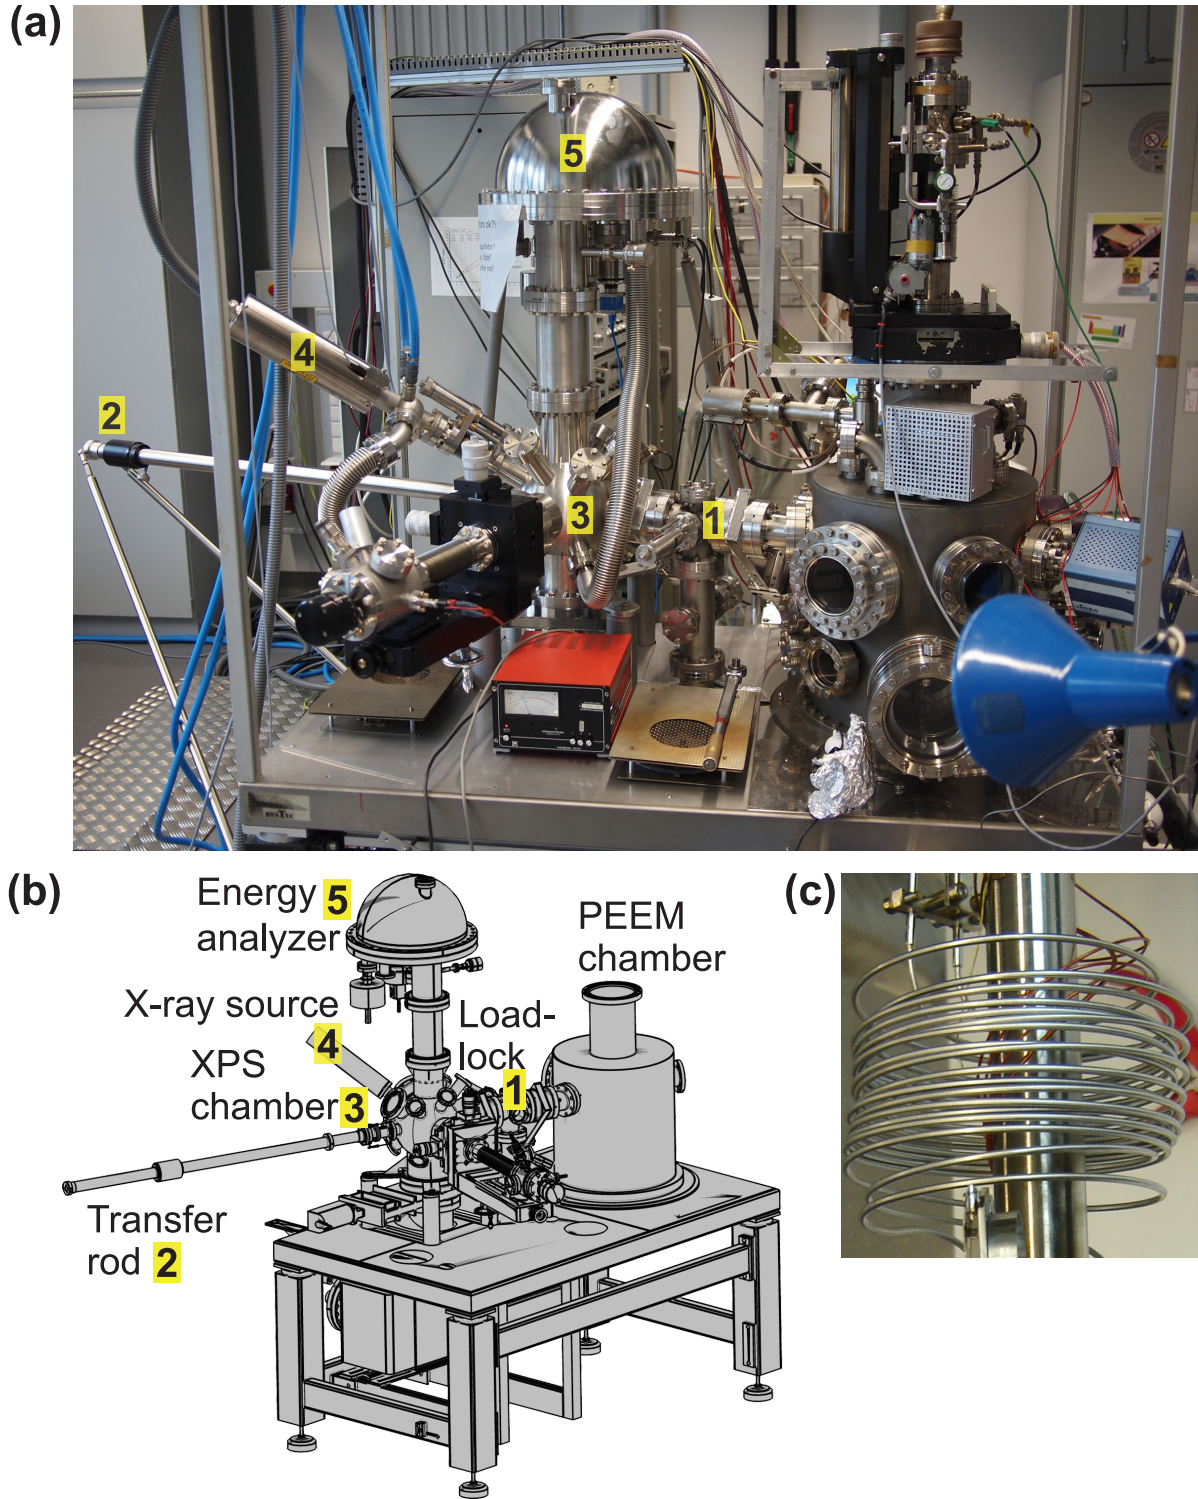 (a)
5
4
2
3
1
(b)
Energy 5
analyzer
PEEM
chamber
X-ray source
4
Load-
lock
1
XPS
chamber 3
Transfer
rod 2
(c)